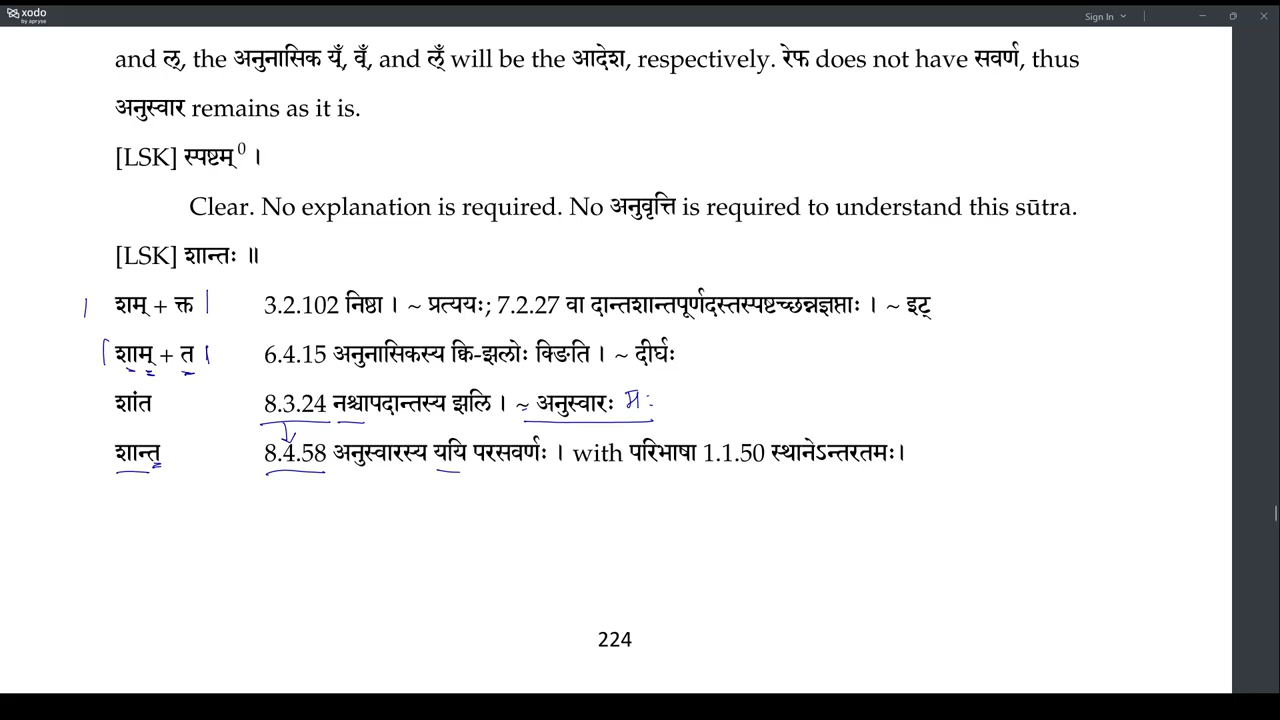 xodo
by apryse
Sign In
and ल्, the अनुनासिक यँ्, वँ्, and लँ् will be the आदेश, respectively. रेफ does not have सवर्ण, thus
अनुस्वार remains as it is.
[LSK] स्पष्टम् 0 ।
Clear. No explanation is required. No अनुवृत्ति is required to understand this sūtra.
[LSK] शान्तः ॥
शम् + क्त 3.2.102 निष्ठा । ~ प्रत्ययः; 7.2.27 वा दान्तशान्तपूर्णदस्तस्पष्टच्छन्नज्ञप्ताः । ~ इट्
शाम् + त 6.4.15 अनुनासिकस्य क्वि-झलोः क्ङिति । ~ दीर्घः
शांत 8.3.24 नश्चापदान्तस्य झलि । ~ अनुस्वारः मः
शान्त 8.4.58 अनुस्वारस्य ययि परसवर्णः । with परिभाषा 1.1.50 स्थानेऽन्तरतमः।
224